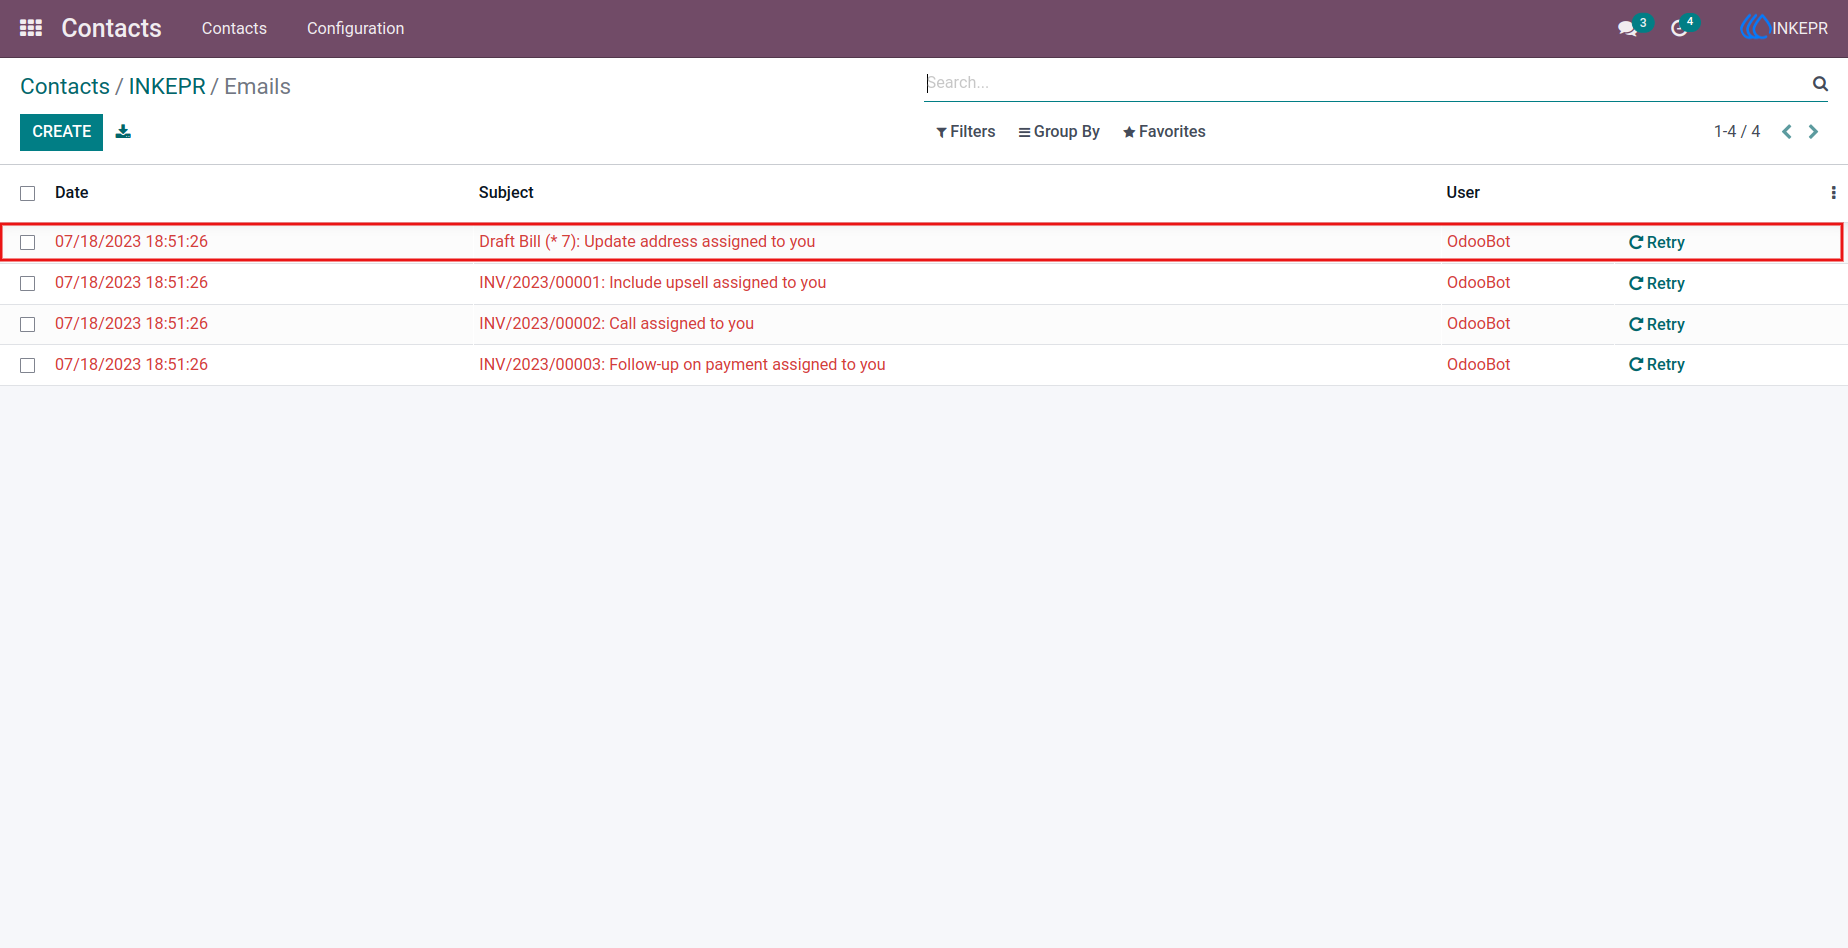 Contacts Contacts Configuration 3 4 INKEPR
Contacts / INKEPR / Emails Search...
CREATE Filters Group By Favorites 1-4 / 4
Date Subject User
07/18/2023 18:51:26 Draft Bill (* 7): Update address assigned to you OdooBot Retry
07/18/2023 18:51:26 INV/2023/00001: Include upsell assigned to you OdooBot Retry
07/18/2023 18:51:26 INV/2023/00002: Call assigned to you OdooBot Retry
07/18/2023 18:51:26 INV/2023/00003: Follow-up on payment assigned to you OdooBot Retry